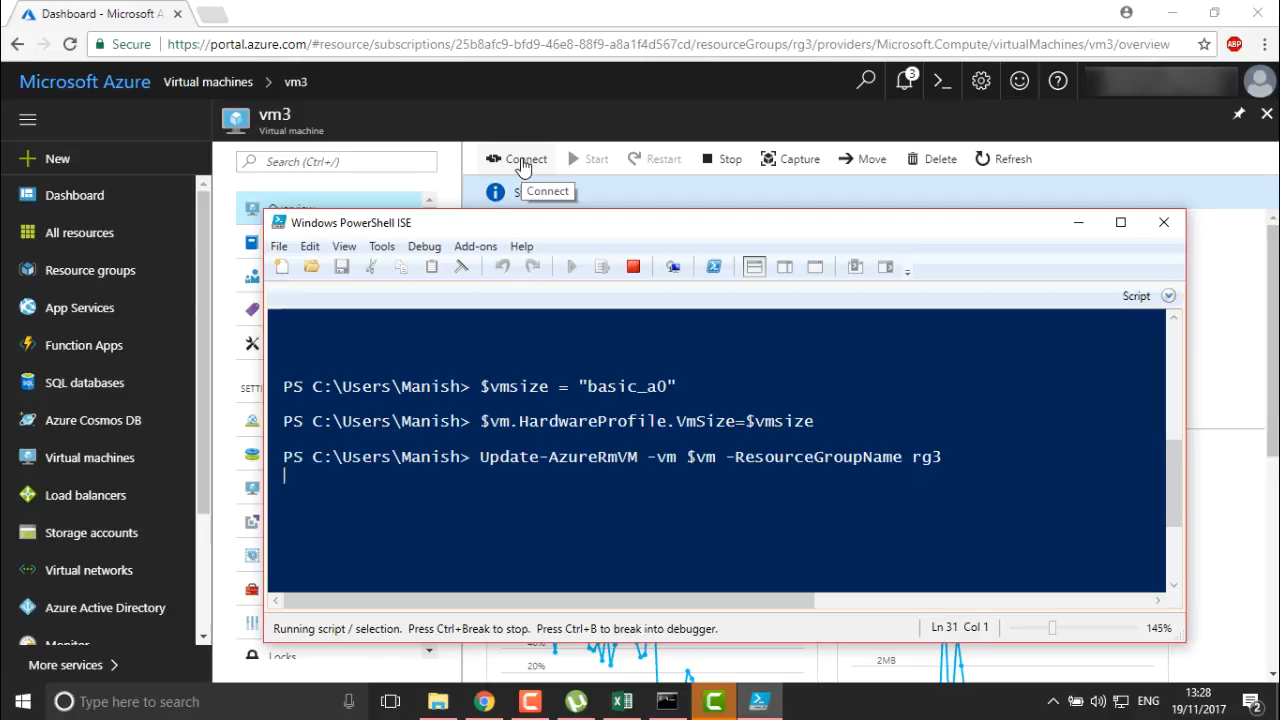 Dashboard - Microsoft A
Secure
https://portal.azure.com/#resource/subscriptions/25b8afc9-bfd9-46e8-88f9-a8a1f4d567cd/resourceGroups/rg3/providers/Microsoft.Compute/virtualMachines/vm3/overview
ABP
Microsoft Azure
Virtual machines > vm3
3
vm3
Virtual machine
New
Dashboard
All resources
Resource groups
App Services
Function Apps
SQL databases
Azure Cosmos DB
Virtual machines
Load balancers
Storage accounts
Virtual networks
Azure Active Directory
Monitor
More services >
Search (Ctrl+/)
Overview
Locks
Connect
Start
Restart
Stop
Capture
Move
Delete
Refresh
Connect
Windows PowerShell ISE
File Edit View Tools Debug Add-ons Help
Script
PS C:\Users\Manish> $vmsize = "basic_a0"
PS C:\Users\Manish> $vm.HardwareProfile.VmSize=$vmsize
PS C:\Users\Manish> Update-AzureRmVM -vm $vm -ResourceGroupName rg3
Running script / selection. Press Ctrl+Break to stop. Press Ctrl+B to break into debugger.
Ln 31 Col 1
145%
40%
20%
2MB
Type here to search
ENG
13:28
19/11/2017
2